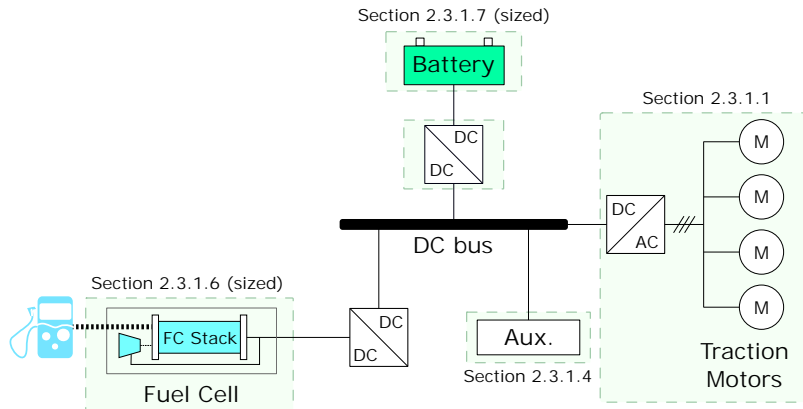 Section 2.3.1.7 (sized)
Battery
DC
DC
Section 2.3.1.1
M
M
M
M
DC
AC
DC bus
Section 2.3.1.6 (sized)
FC Stack
Fuel Cell
DC
DC
Aux.
Section 2.3.1.4
Traction
Motors